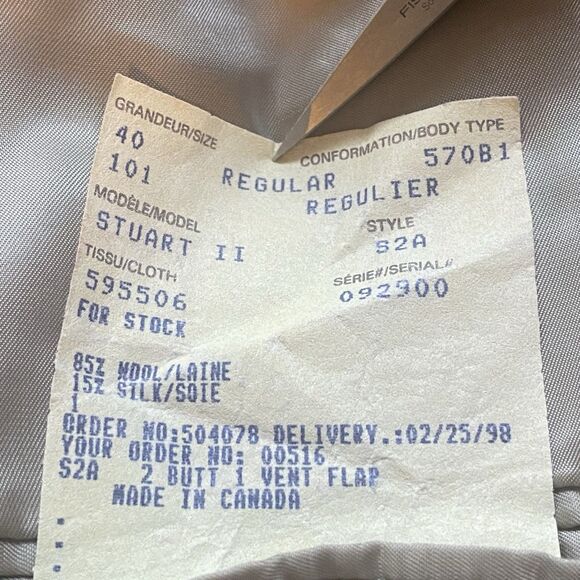 GRANDEUR/SIZE
CONFORMATION/BODY TYPE
40
101 REGULAR 570B1
REGULIER
MODÈLE/MODEL
STYLE
STUART II S2A
TISSU/CLOTH
SÉRIE#/SERIAL#
595506 092900
FOR STOCK
85% WOOL/LAINE
15% SILK/SOIE
1
ORDER NO:504078 DELIVERY.:02/25/98
YOUR ORDER NO: 00516
S2A 2 BUTT 1 VENT FLAP
MADE IN CANADA